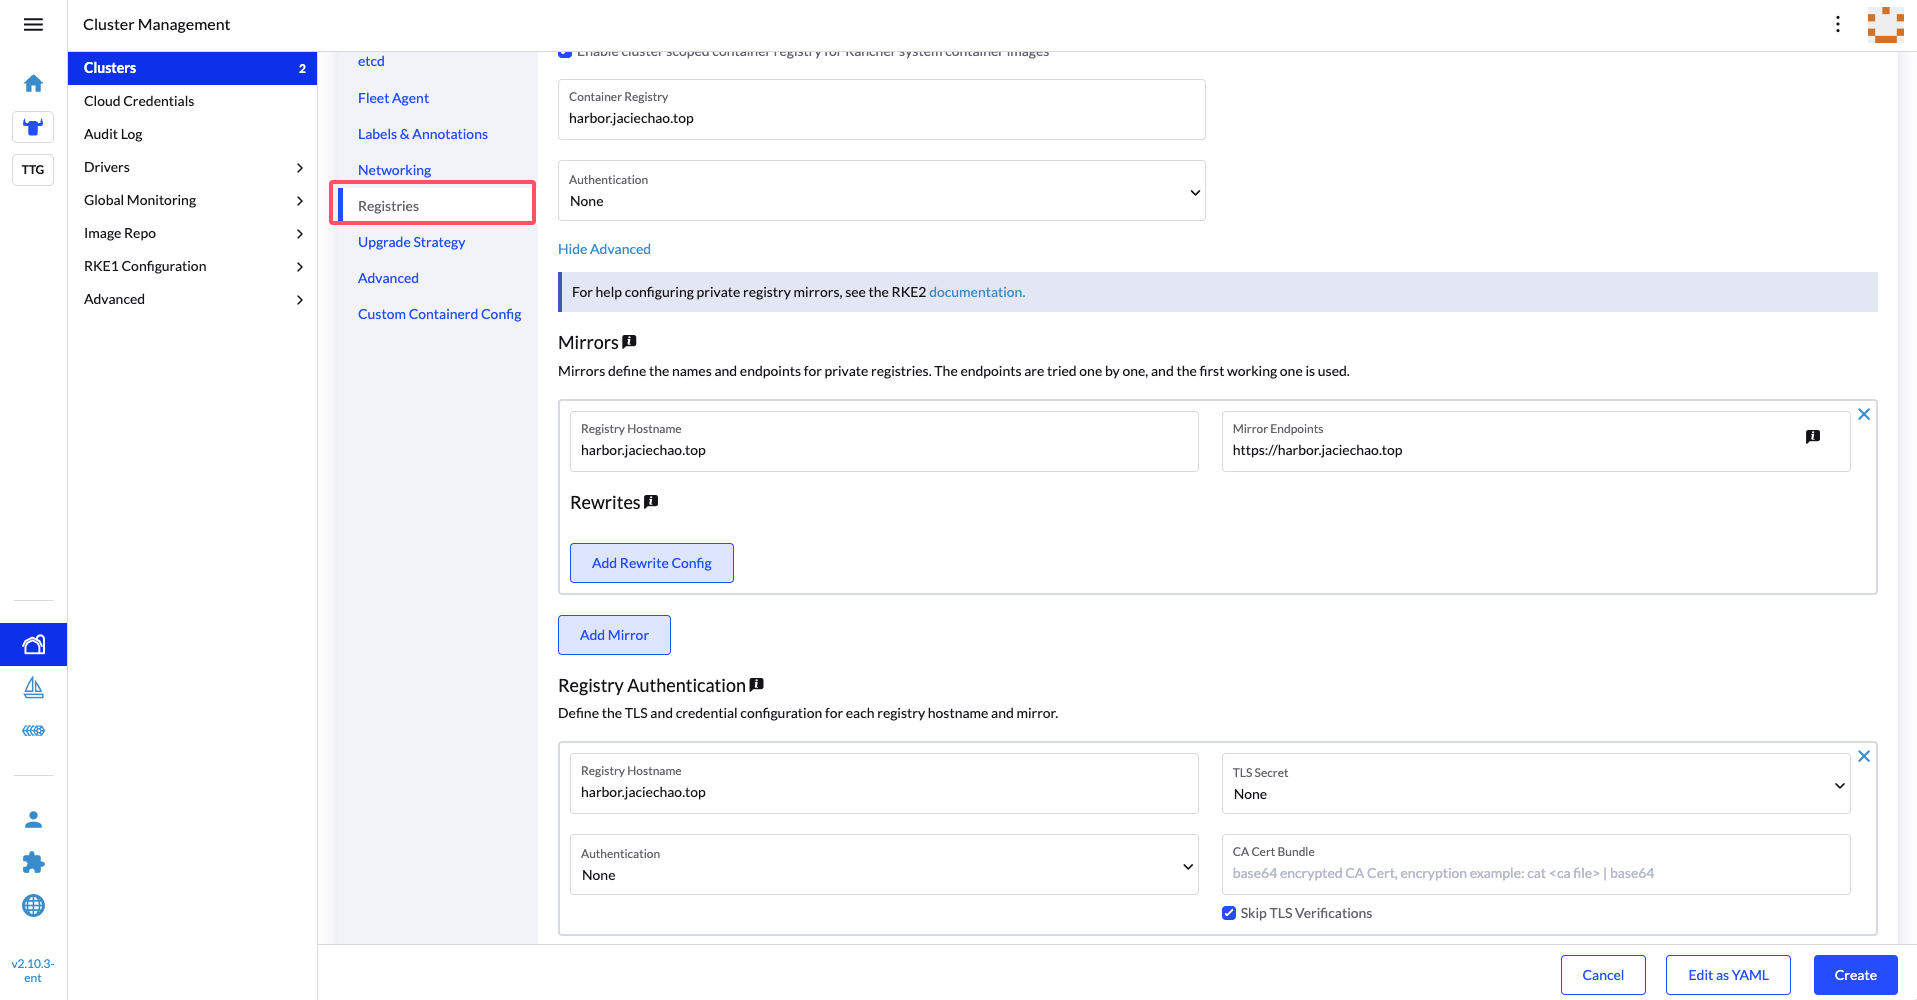 Cluster Management
TTG
v2.10.3-
ent
Clusters 2
Cloud Credentials
Audit Log
Drivers
Global Monitoring
Image Repo
RKE1 Configuration
Advanced
etcd
Fleet Agent
Labels & Annotations
Networking
Registries
Upgrade Strategy
Advanced
Custom Containerd Config
Enable cluster scoped container registry for Rancher system container images
Container Registry
harbor.jaciechao.top
Authentication
None
Hide Advanced
For help configuring private registry mirrors, see the RKE2 documentation.
Mirrors
Mirrors define the names and endpoints for private registries. The endpoints are tried one by one, and the first working one is used.
Registry Hostname
harbor.jaciechao.top
Mirror Endpoints
https://harbor.jaciechao.top
Rewrites
Add Rewrite Config
Add Mirror
Registry Authentication
Define the TLS and credential configuration for each registry hostname and mirror.
Registry Hostname
harbor.jaciechao.top
TLS Secret
None
Authentication
None
CA Cert Bundle
base64 encrypted CA Cert, encryption example: cat <ca file> | base64
Skip TLS Verifications
Cancel
Edit as YAML
Create